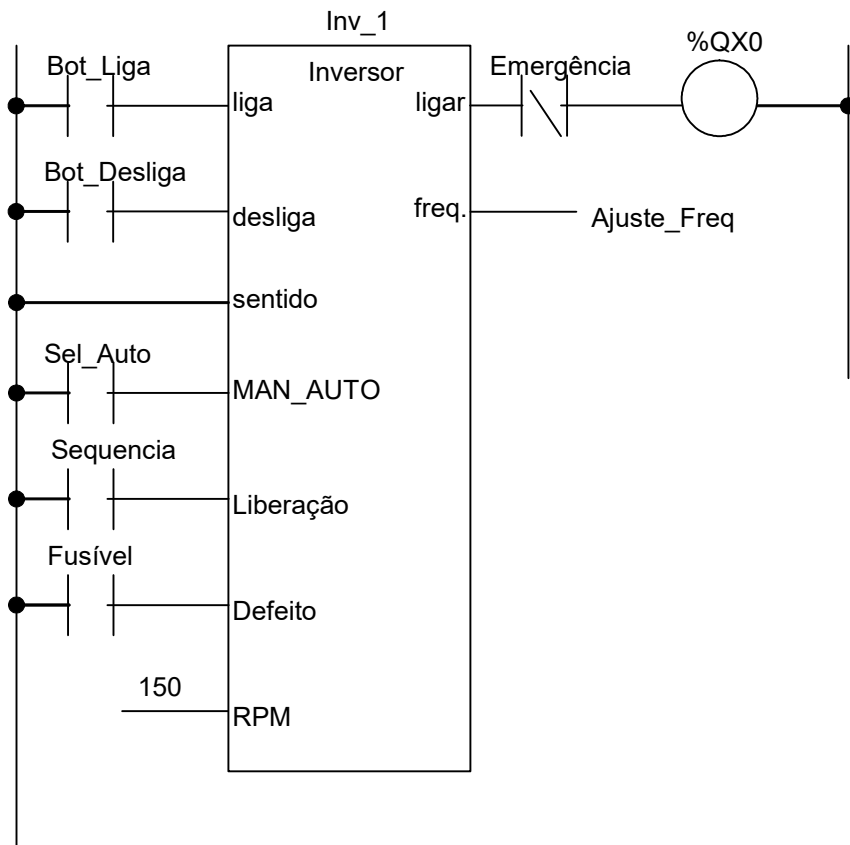 Inv_1
Bot_Liga
Inversor
Emergência
%QX0
liga
ligar
Bot_Desliga
desliga
freq.
Ajuste_Freq
sentido
Sel_Auto
MAN_AUTO
Sequencia
Liberação
Fusível
Defeito
150
RPM